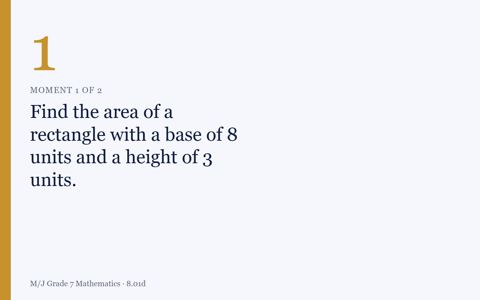 1
MOMENT 1 OF 2
Find the area of a
rectangle with a base of 8
units and a height of 3
units.
M/J Grade 7 Mathematics · 8.01d